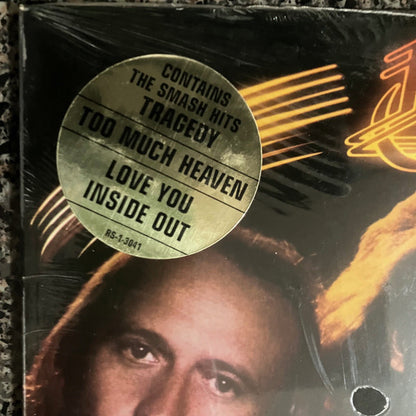 CONTAINS
THE SMASH HITS
TRAGEDY
TOO MUCH HEAVEN
LOVE YOU
INSIDE OUT
RS-1-3041